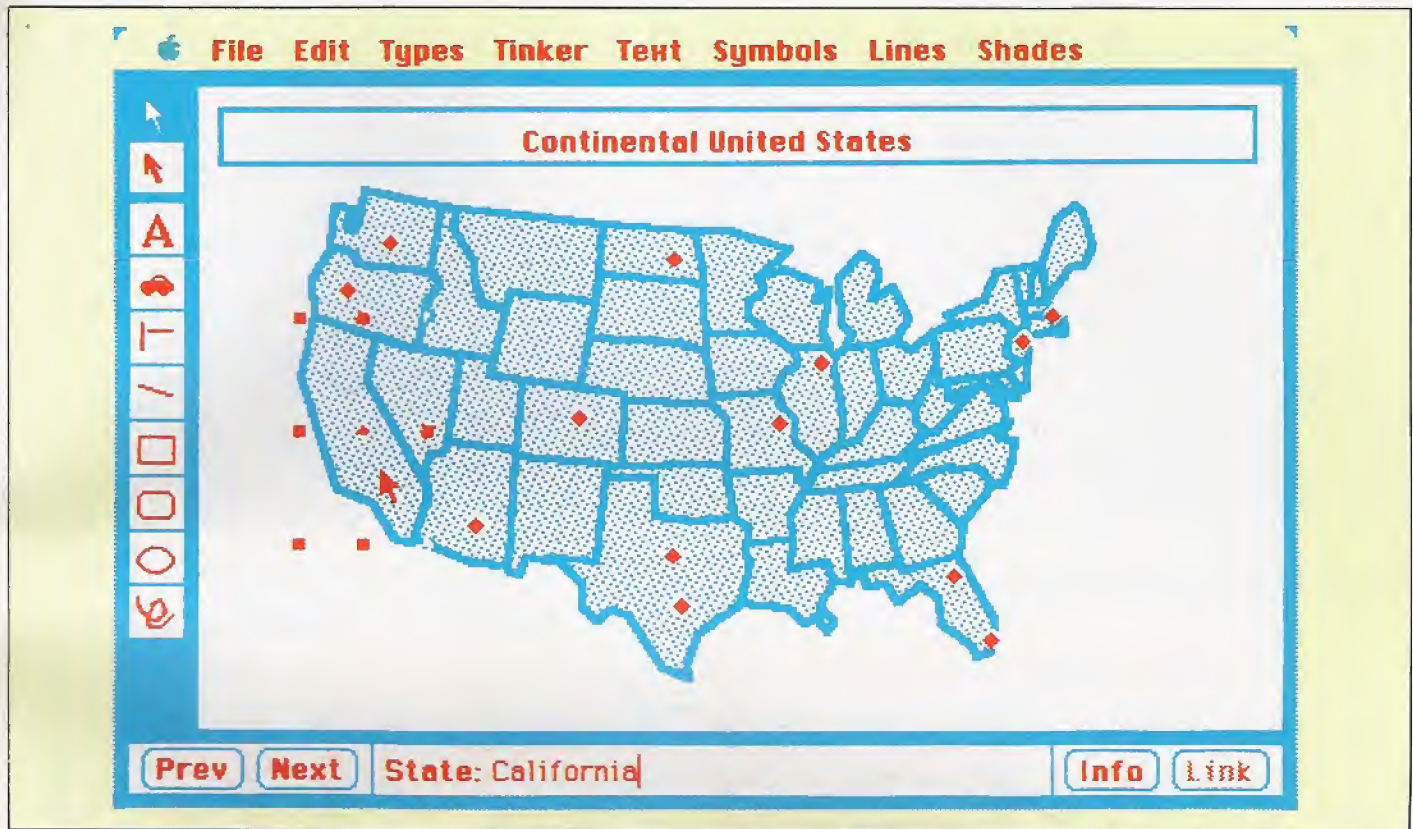 File Edit Types Tinker Text Symbols Lines Shades
Continental United States
A
Prev Next State: California Info Link